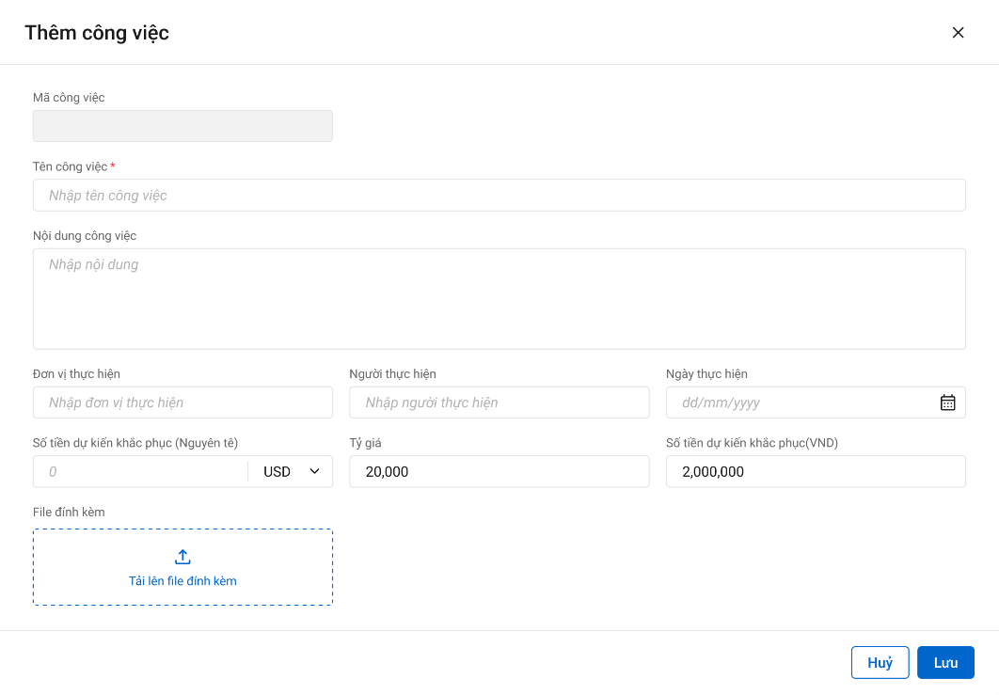 Thêm công việc
Mã công việc
Tên công việc *
Nhập tên công việc
Nội dung công việc
Nhập nội dung
Đơn vị thực hiện
Người thực hiện
Ngày thực hiện
Nhập đơn vị thực hiện
Nhập người thực hiện
dd/mm/yyyy
Số tiền dự kiến khắc phục (Nguyên tê)
Tỷ giá
Số tiền dự kiến khắc phục(VND)
0
USD
20,000
2,000,000
File đính kèm
Tải lên file đính kèm
Huỷ
Lưu